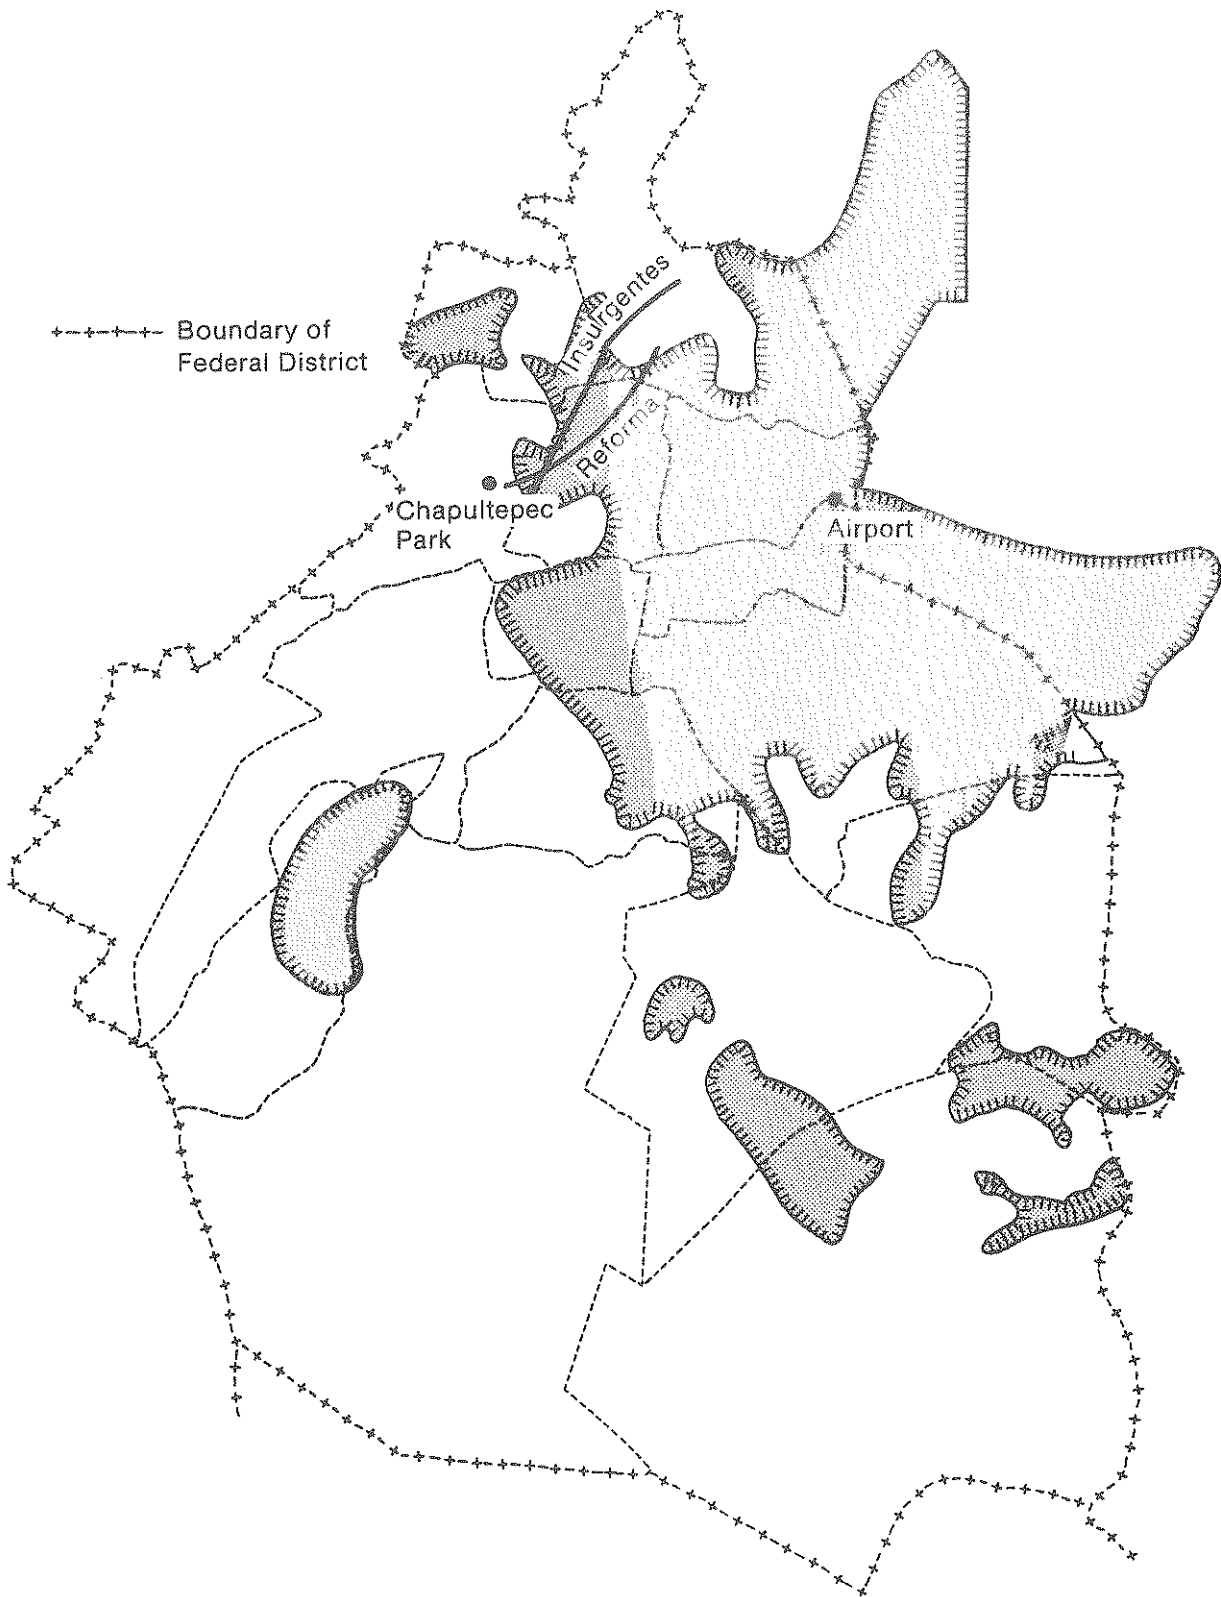 Insurgentes
Boundary of
Federal District
Reforma
Chapultepec
Park
Airport